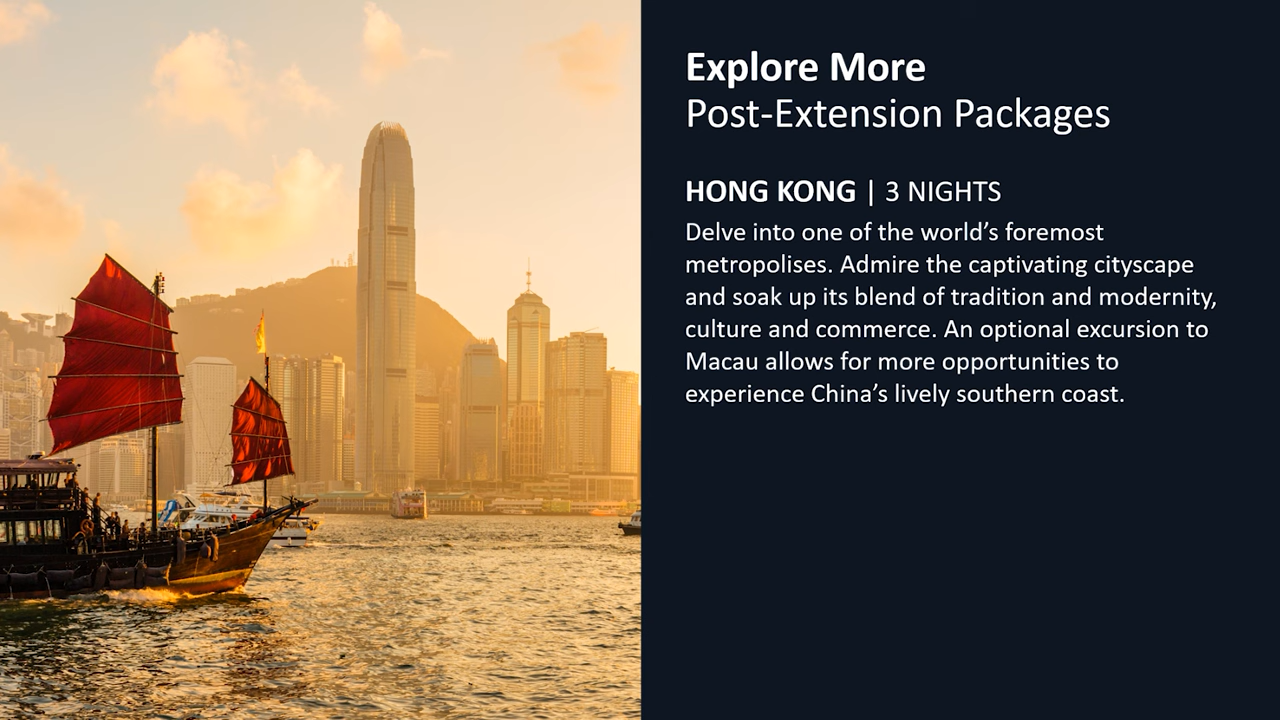 Explore More
Post-Extension Packages
HONG KONG | 3 NIGHTS
Delve into one of the world’s foremost
metropolises. Admire the captivating cityscape
and soak up its blend of tradition and modernity,
culture and commerce. An optional excursion to
Macau allows for more opportunities to
experience China’s lively southern coast.